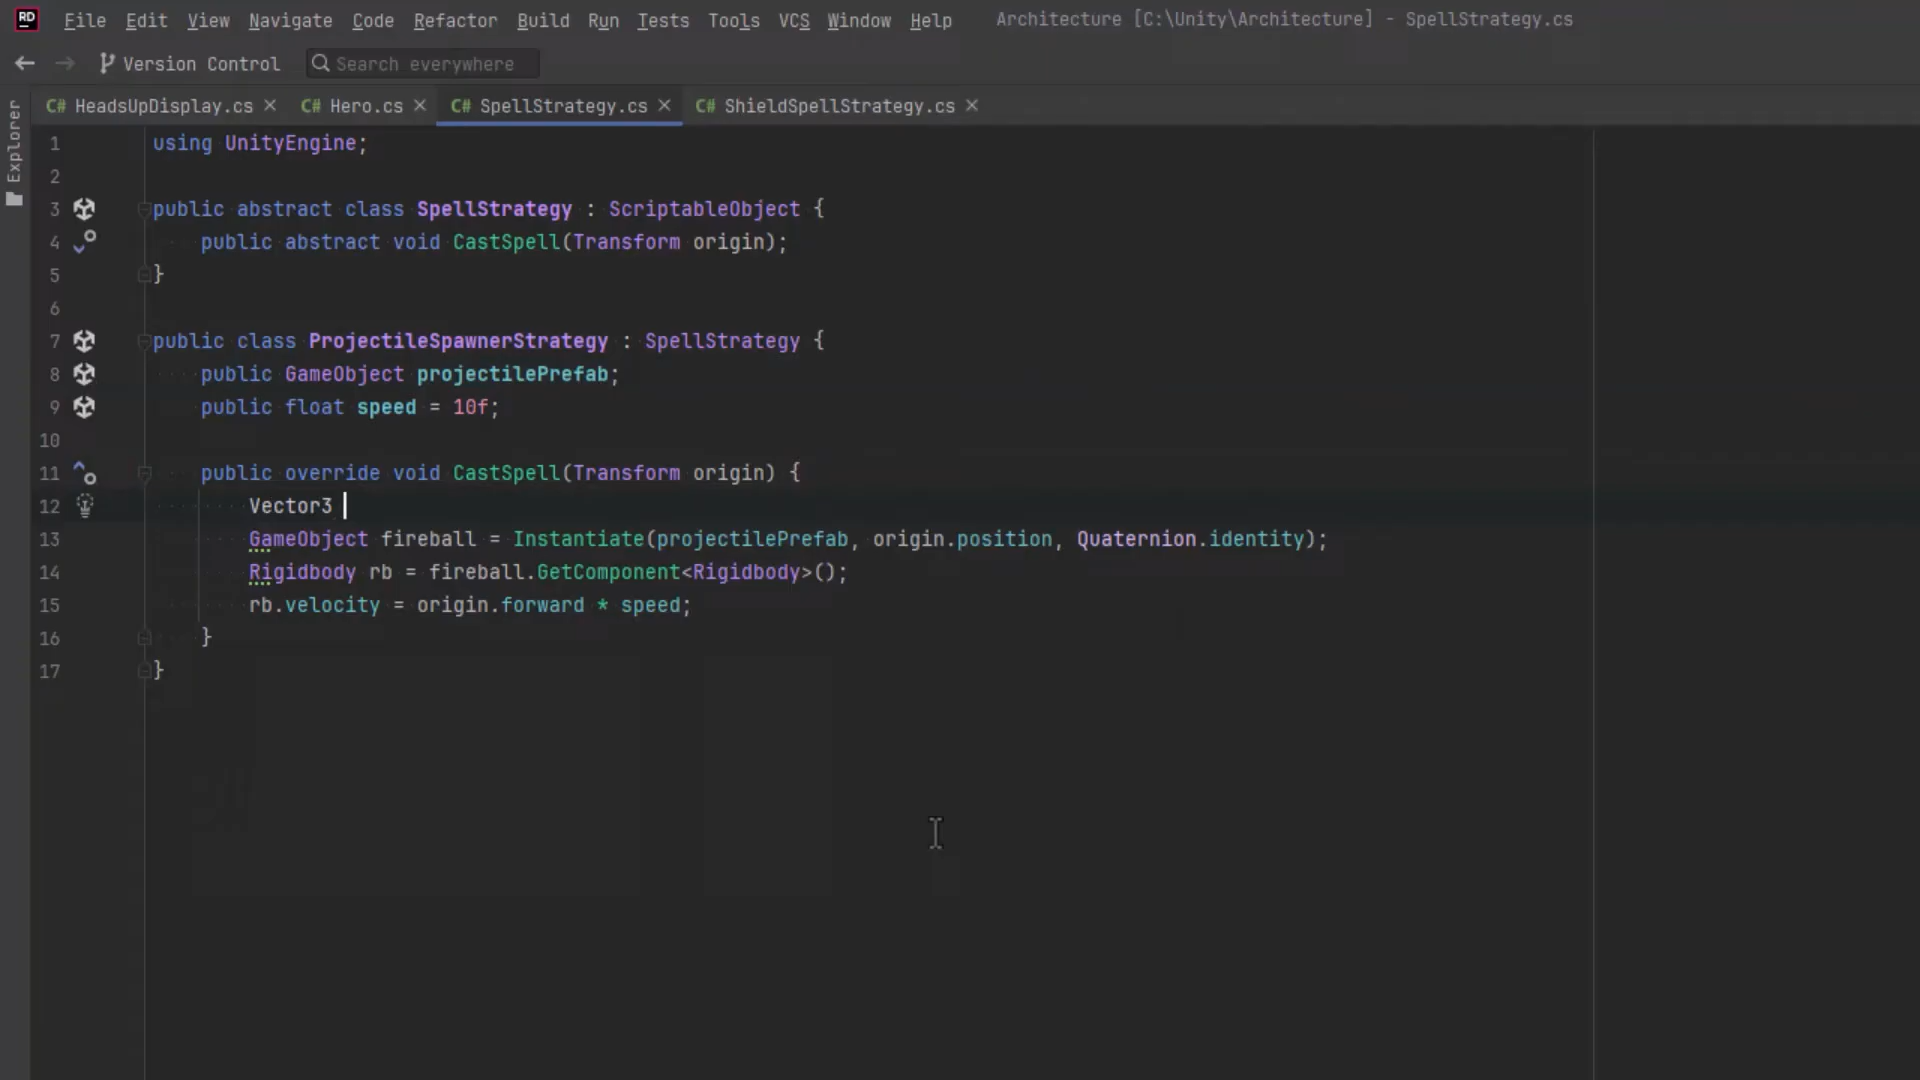 RD File Edit View Navigate Code Refactor Build Run Tests Tools VCS Window Help Architecture [C:\Unity\Architecture] - SpellStrategy.cs
Version Control Search everywhere
C# HeadsUpDisplay.cs C# Hero.cs C# SpellStrategy.cs C# ShieldSpellStrategy.cs
Explorer
1 using UnityEngine;
2
3 public abstract class SpellStrategy : ScriptableObject {
4 public abstract void CastSpell(Transform origin);
5 }
6
7 public class ProjectileSpawnerStrategy : SpellStrategy {
8 public GameObject projectilePrefab;
9 public float speed = 10f;
10
11 public override void CastSpell(Transform origin) {
12 Vector3
13 GameObject fireball = Instantiate(projectilePrefab, origin.position, Quaternion.identity);
14 Rigidbody rb = fireball.GetComponent<Rigidbody>();
15 rb.velocity = origin.forward * speed;
16 }
17 }